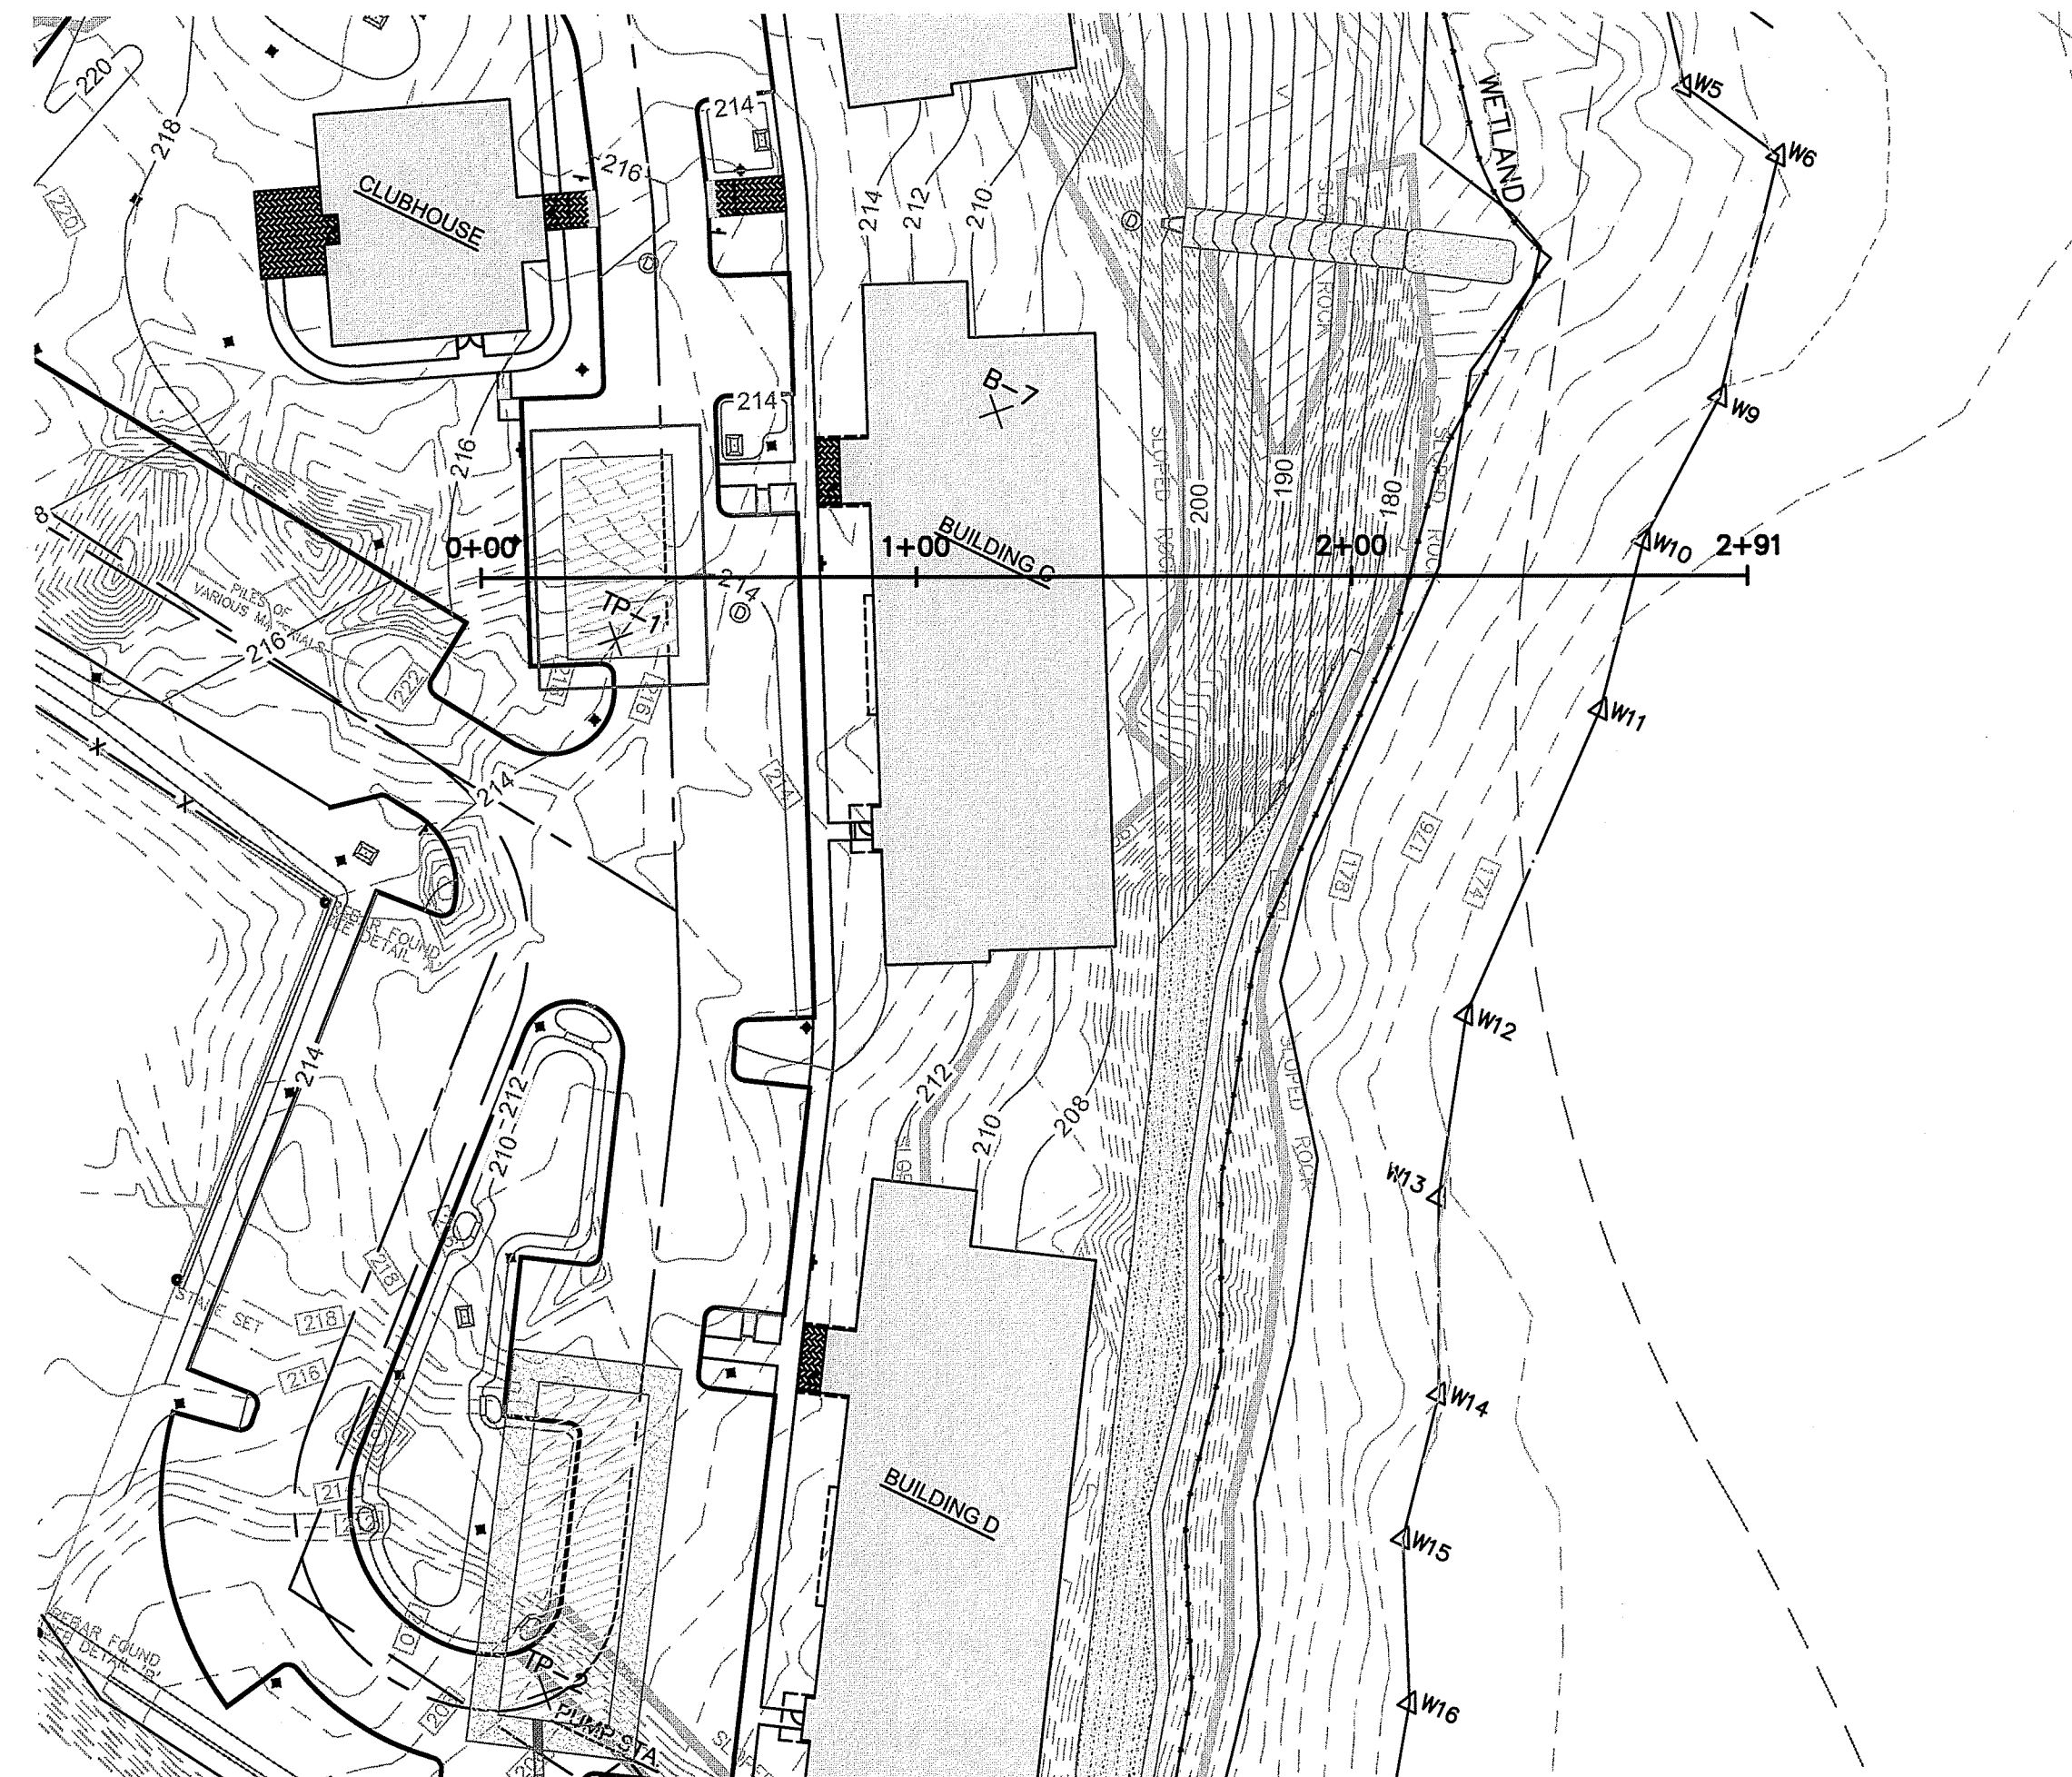 220
218
220
CLUBHOUSE
216
214
214
212
210
WETLAND
W5
W6
SLOPED ROCK
214
B-7
W9
216
SLOPED ROCK
200
190
180
SLOPED ROCK
8
0+00
1+00
BUILDING C
2+00
W10
2+91
PILES OF
VARIOUS MATERIALS
216
222
TP-1
214
216
W11
214
214
178
176
174
REBAR FOUND
SEE DETAIL 'A'
W12
214
210
212
212
210
208
SLOPED ROCK
W13
218
STAKE SET
218
216
W14
BUILDING D
W15
REBAR FOUND
SEE DETAIL 'B'
TP-2
PUMP STA.
W16